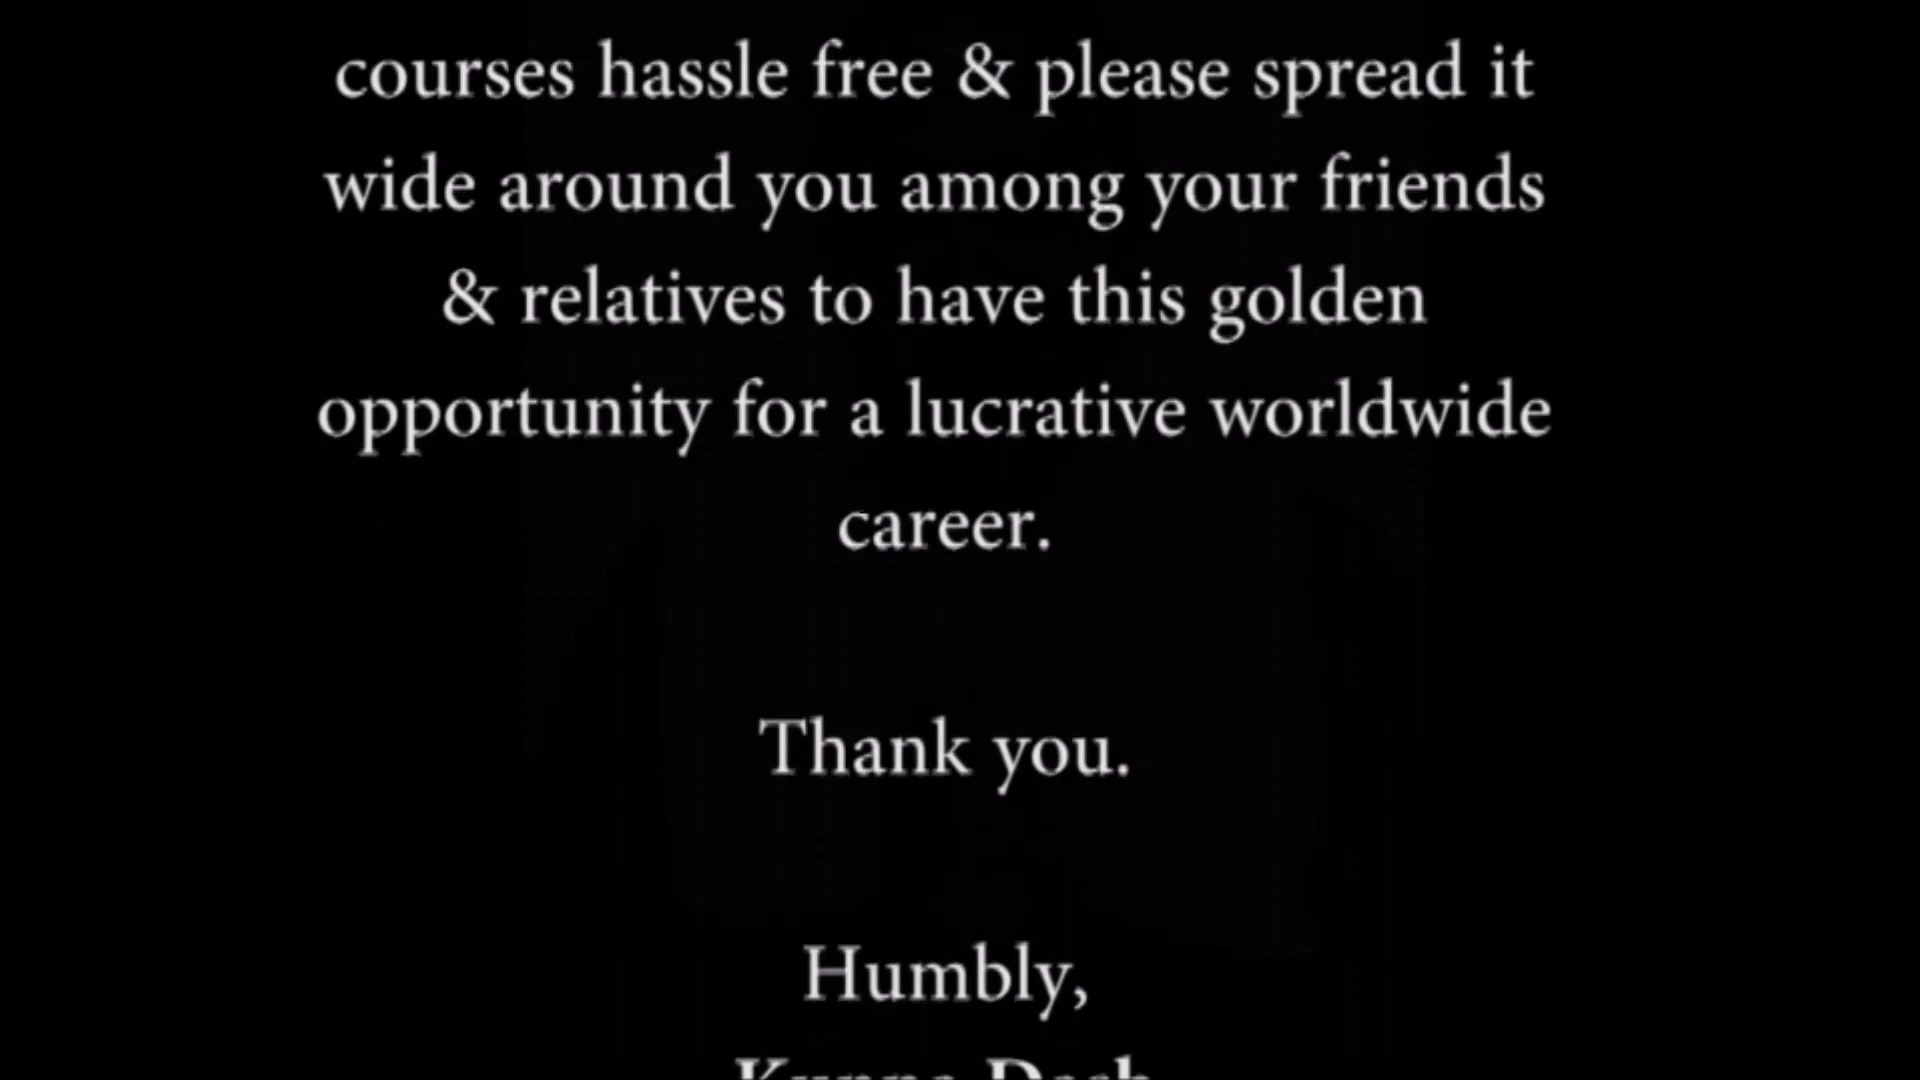 courses hassle free & please spread it
wide around you among your friends
& relatives to have this golden
opportunity for a lucrative worldwide
career.
Thank you.
Humbly,